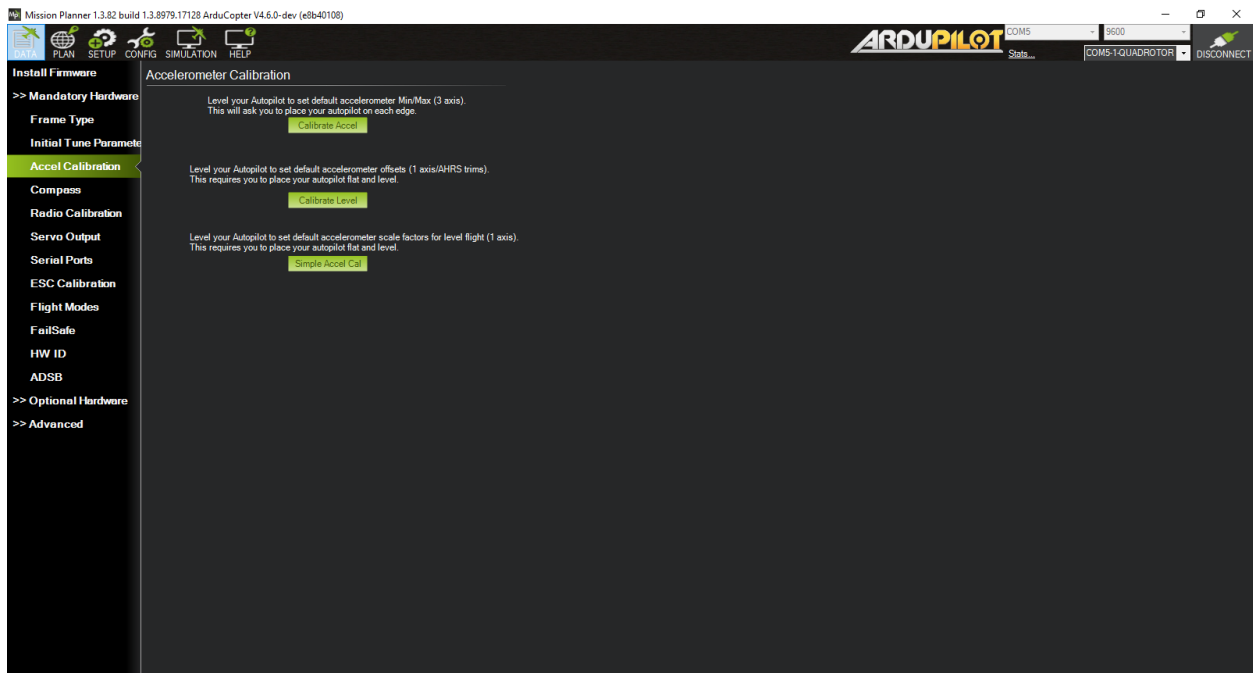 Mission Planner 1.3.82 build 1.3.8979.17128 ArduCopter V4.6.0-dev (e8b40108)
DATA PLAN SETUP CONFIG SIMULATION HELP
ARDUPILOT
COM5 9600
Stats... COM5-1-QUADROTOR DISCONNECT
Install Firmware
>> Mandatory Hardware
Frame Type
Initial Tune Paramete
Accel Calibration
Compass
Radio Calibration
Servo Output
Serial Ports
ESC Calibration
Flight Modes
FailSafe
HW ID
ADSB
>> Optional Hardware
>> Advanced
Accelerometer Calibration
Level your Autopilot to set default accelerometer Min/Max (3 axis).
This will ask you to place your autopilot on each edge.
Calibrate Accel
Level your Autopilot to set default accelerometer offsets (1 axis/AHRS trims).
This requires you to place your autopilot flat and level.
Calibrate Level
Level your Autopilot to set default accelerometer scale factors for level flight (1 axis).
This requires you to place your autopilot flat and level.
Simple Accel Cal